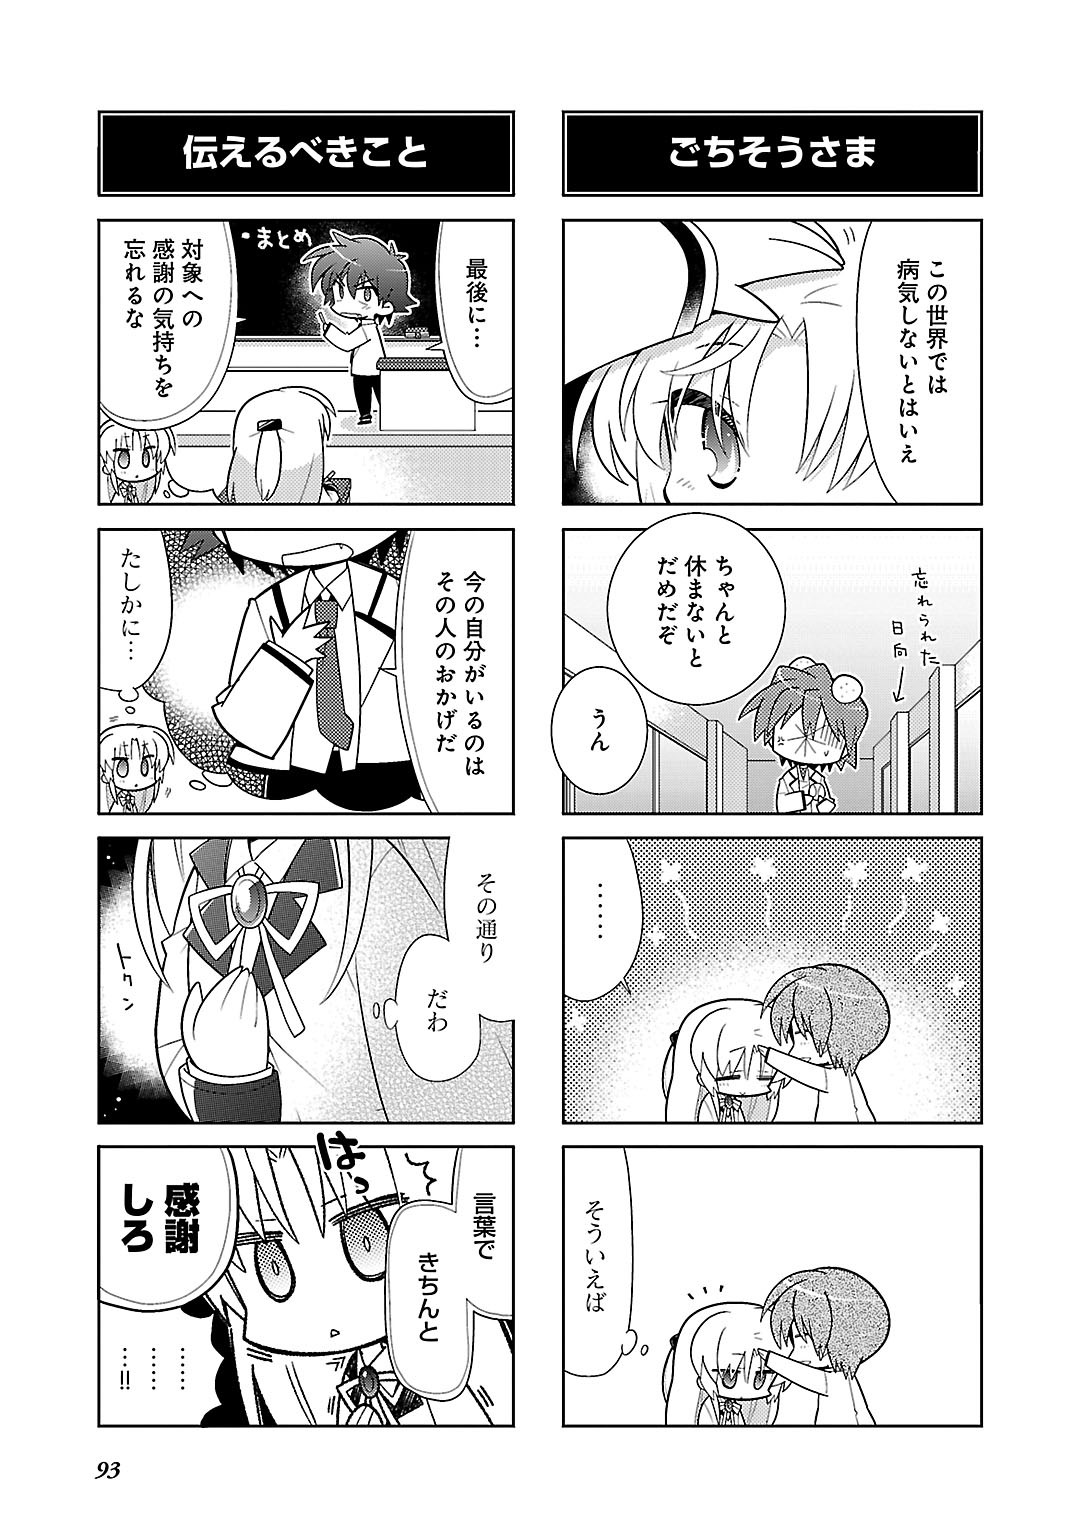 ごちそうさま
この世界では
病気しないとはいえ
ちゃんと
休まないと
だめだぞ
うん
忘れられた
日向
……
そういえば
伝えるべきこと
最後に…
・まとめ
対象への
感謝の気持ちを
忘れるな
今の自分がいるのは
その人のおかげだ
たしかに…
その通り
だわ
トクン
言葉で
きちんと
はっ
感謝
しろ
……
……!!
93